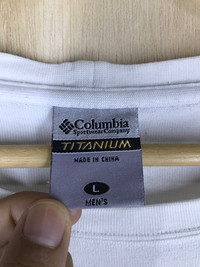 Columbia
Sportswear Company
TITANIUM
MADE IN CHINA
L
MEN'S